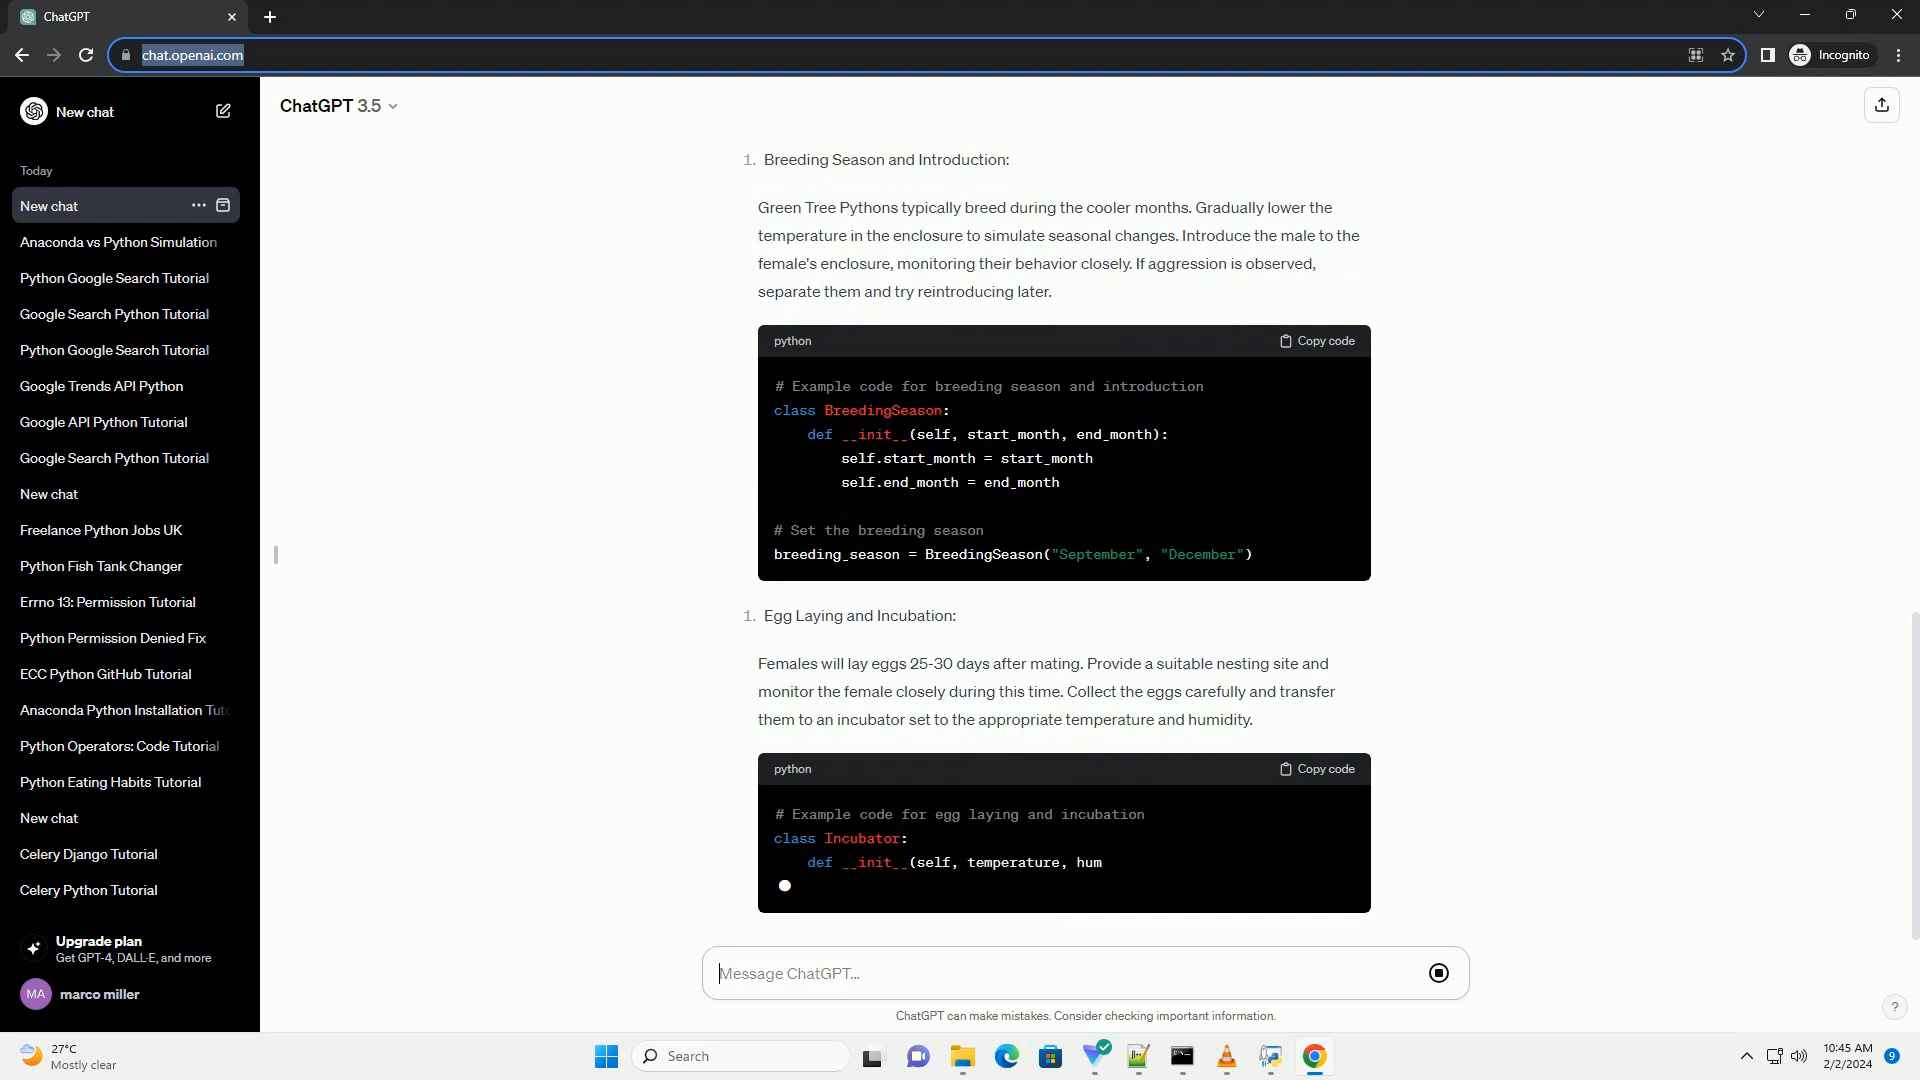 ChatGPT
chat.openai.com
Incognito
New chat
Today
New chat
Anaconda vs Python Simulation
Python Google Search Tutorial
Google Search Python Tutorial
Python Google Search Tutorial
Google Trends API Python
Google API Python Tutorial
Google Search Python Tutorial
New chat
Freelance Python Jobs UK
Python Fish Tank Changer
Errno 13: Permission Tutorial
Python Permission Denied Fix
ECC Python GitHub Tutorial
Anaconda Python Installation Tuto
Python Operators: Code Tutorial
Python Eating Habits Tutorial
New chat
Celery Django Tutorial
Celery Python Tutorial
Upgrade plan
Get GPT-4, DALL·E, and more
MA marco miller
ChatGPT 3.5
1. Breeding Season and Introduction:
Green Tree Pythons typically breed during the cooler months. Gradually lower the
temperature in the enclosure to simulate seasonal changes. Introduce the male to the
female's enclosure, monitoring their behavior closely. If aggression is observed,
separate them and try reintroducing later.
python Copy code
# Example code for breeding season and introduction
class BreedingSeason:
def __init__(self, start_month, end_month):
self.start_month = start_month
self.end_month = end_month
# Set the breeding season
breeding_season = BreedingSeason("September", "December")
1. Egg Laying and Incubation:
Females will lay eggs 25-30 days after mating. Provide a suitable nesting site and
monitor the female closely during this time. Collect the eggs carefully and transfer
them to an incubator set to the appropriate temperature and humidity.
python Copy code
# Example code for egg laying and incubation
class Incubator:
def __init__(self, temperature, hum
Message ChatGPT...
ChatGPT can make mistakes. Consider checking important information.
?
27°C
Mostly clear
Search
10:45 AM
2/2/2024
9